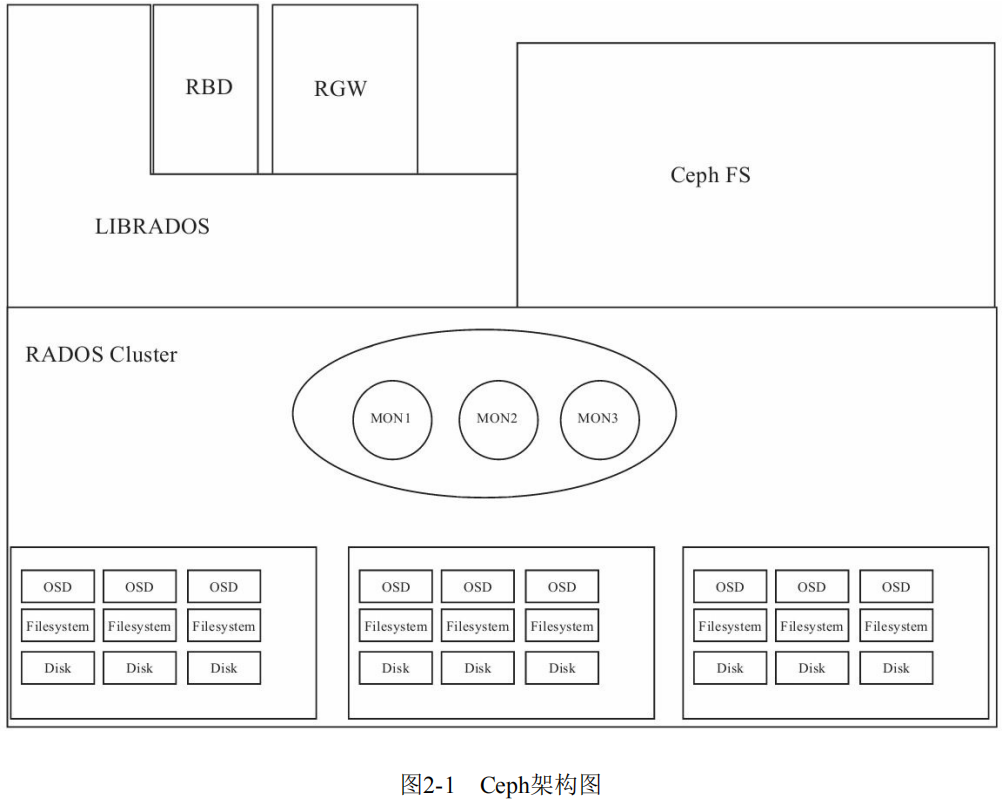 RBD RGW
Ceph FS
LIBRADOS
RADOS Cluster
MON1 MON2 MON3
OSD OSD OSD OSD OSD OSD OSD OSD OSD
Filesystem Filesystem Filesystem Filesystem Filesystem Filesystem Filesystem Filesystem Filesystem
Disk Disk Disk Disk Disk Disk Disk Disk Disk
图2-1 Ceph架构图